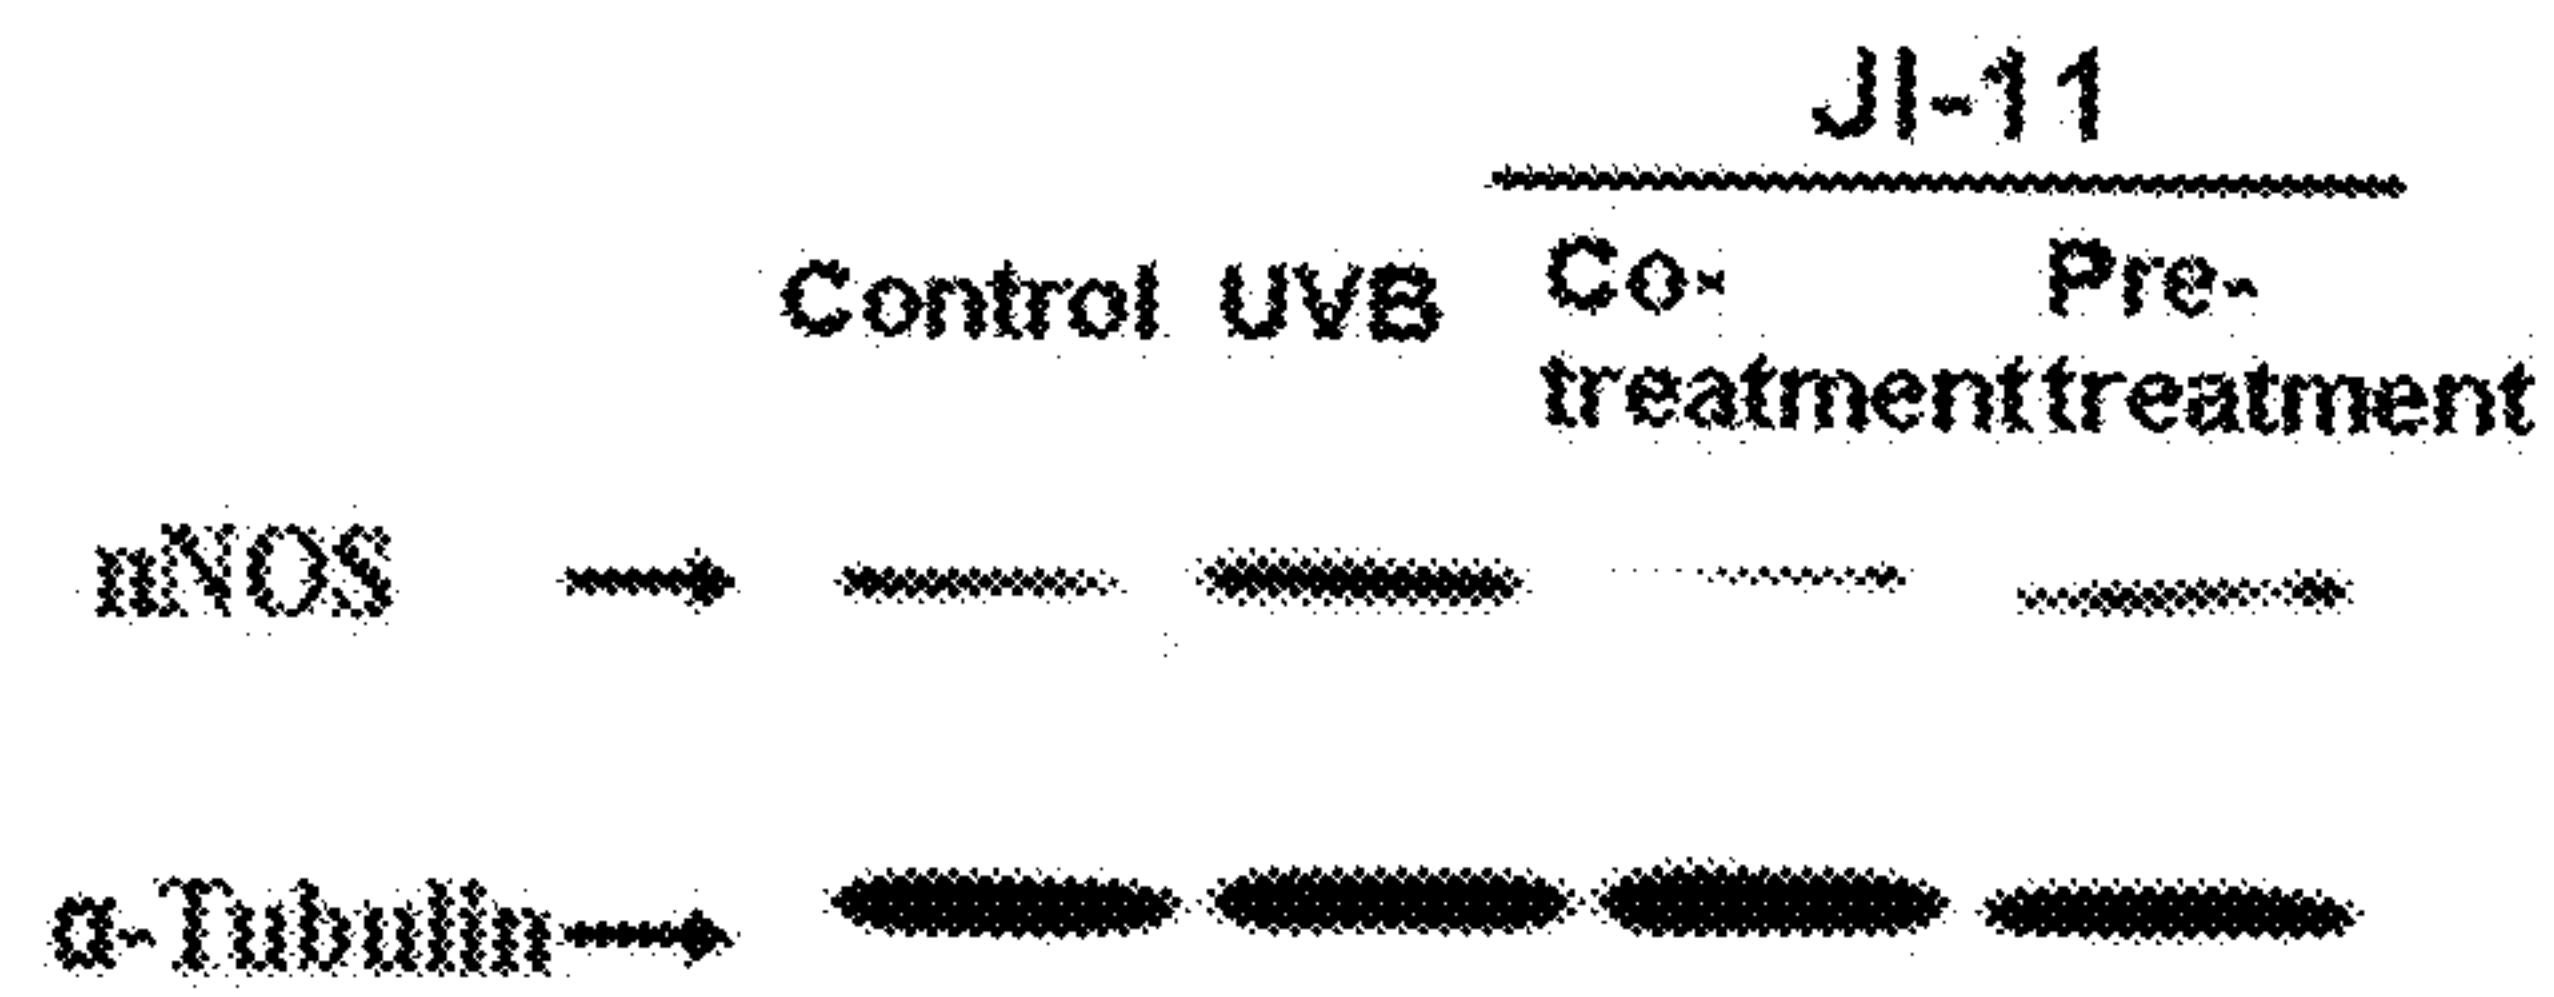 JI-11
Control UVB Co-treatment Pre-treatment
nNOS
α-Tubulin